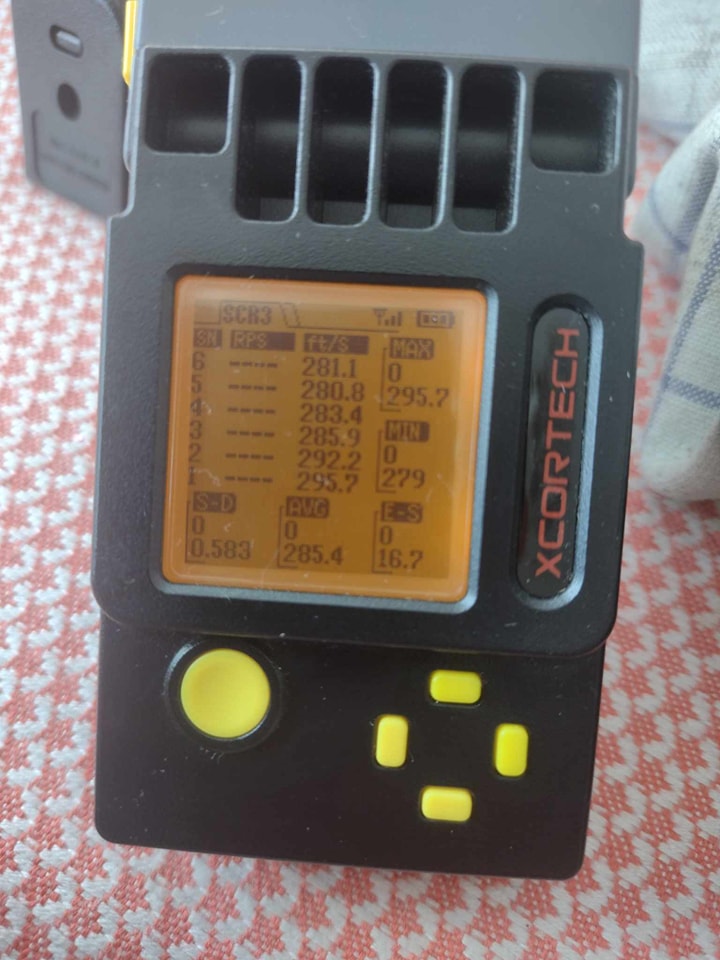 SCR3
SN RPS ft/S MAX
6 ---- 281.1 0
5 ---- 280.8 295.7
4 ---- 283.4
3 ---- 285.9 MIN
2 ---- 292.2 0
1 ---- 295.7 279
S-D AVG E-S
0 0 0
0.583 285.4 16.7
XCORTECH